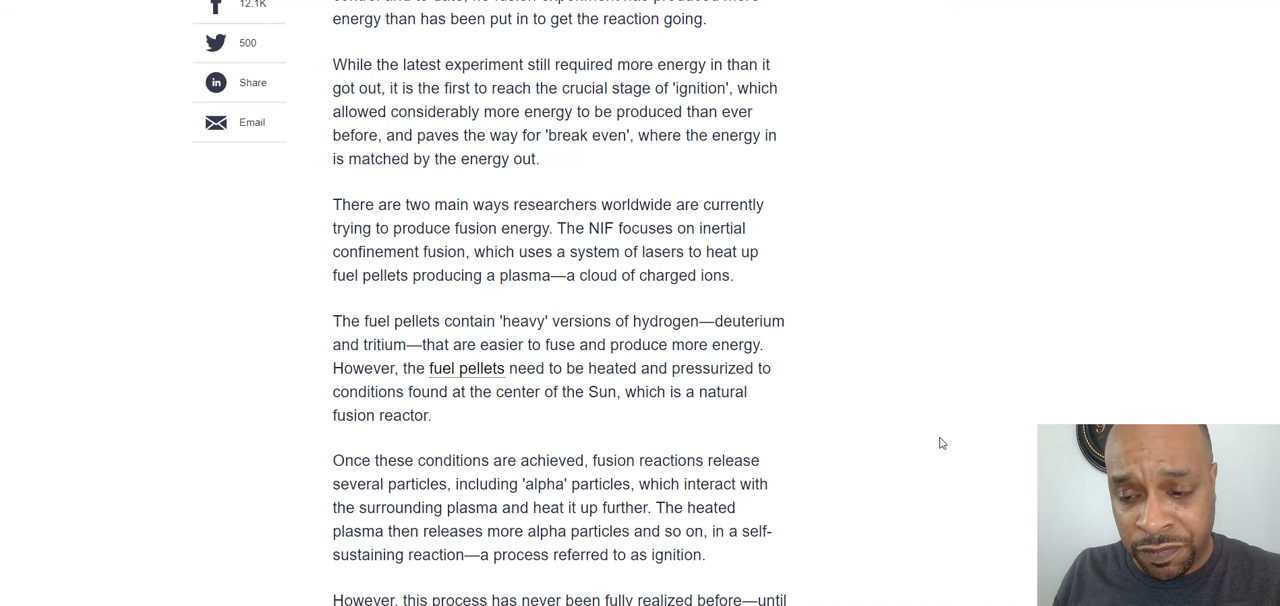 12.1K
500
Share
Email
energy than has been put in to get the reaction going.
While the latest experiment still required more energy in than it
got out, it is the first to reach the crucial stage of 'ignition', which
allowed considerably more energy to be produced than ever
before, and paves the way for 'break even', where the energy in
is matched by the energy out.
There are two main ways researchers worldwide are currently
trying to produce fusion energy. The NIF focuses on inertial
confinement fusion, which uses a system of lasers to heat up
fuel pellets producing a plasma—a cloud of charged ions.
The fuel pellets contain 'heavy' versions of hydrogen—deuterium
and tritium—that are easier to fuse and produce more energy.
However, the fuel pellets need to be heated and pressurized to
conditions found at the center of the Sun, which is a natural
fusion reactor.
Once these conditions are achieved, fusion reactions release
several particles, including 'alpha' particles, which interact with
the surrounding plasma and heat it up further. The heated
plasma then releases more alpha particles and so on, in a self-
sustaining reaction—a process referred to as ignition.
However, this process has never been fully realized before—until